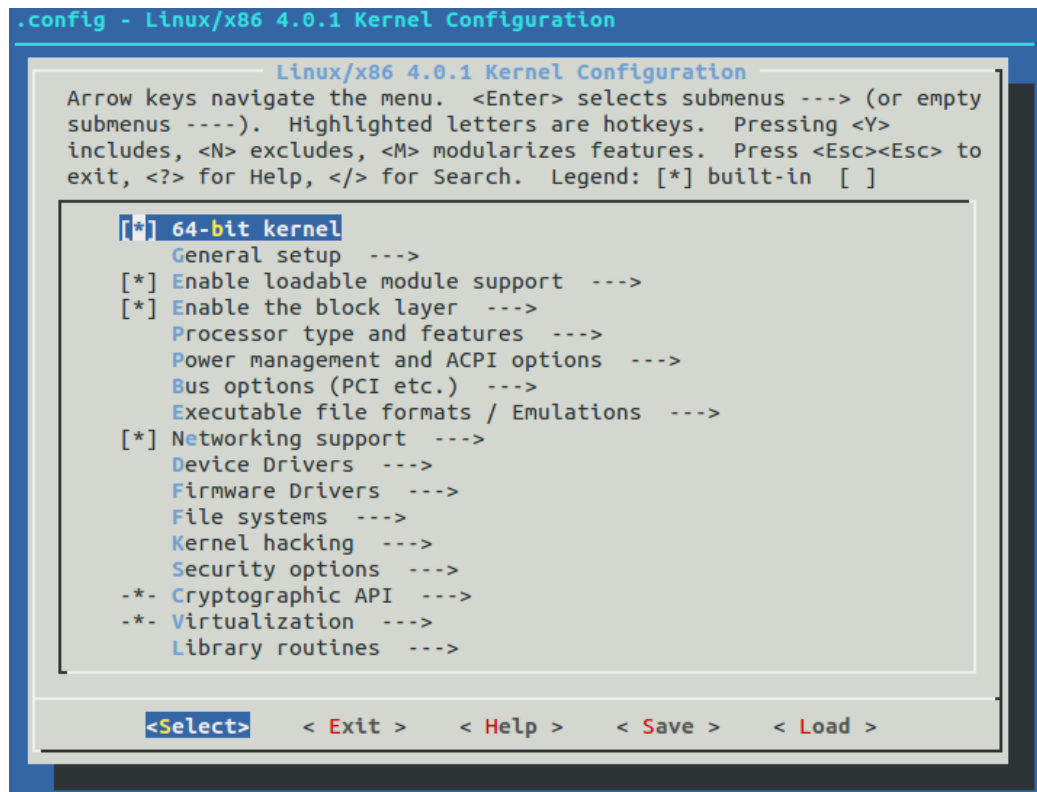 .config - Linux/x86 4.0.1 Kernel Configuration
Linux/x86 4.0.1 Kernel Configuration
Arrow keys navigate the menu.  <Enter> selects submenus ---> (or empty
submenus ----).  Highlighted letters are hotkeys.  Pressing <Y>
includes, <N> excludes, <M> modularizes features.  Press <Esc><Esc> to
exit, <?> for Help, </> for Search.  Legend: [*] built-in  [ ]
[*] 64-bit kernel
General setup  --->
[*] Enable loadable module support  --->
[*] Enable the block layer  --->
Processor type and features  --->
Power management and ACPI options  --->
Bus options (PCI etc.)  --->
Executable file formats / Emulations  --->
[*] Networking support  --->
Device Drivers  --->
Firmware Drivers  --->
File systems  --->
Kernel hacking  --->
Security options  --->
-*- Cryptographic API  --->
-*- Virtualization  --->
Library routines  --->
<Select>    < Exit >    < Help >    < Save >    < Load >